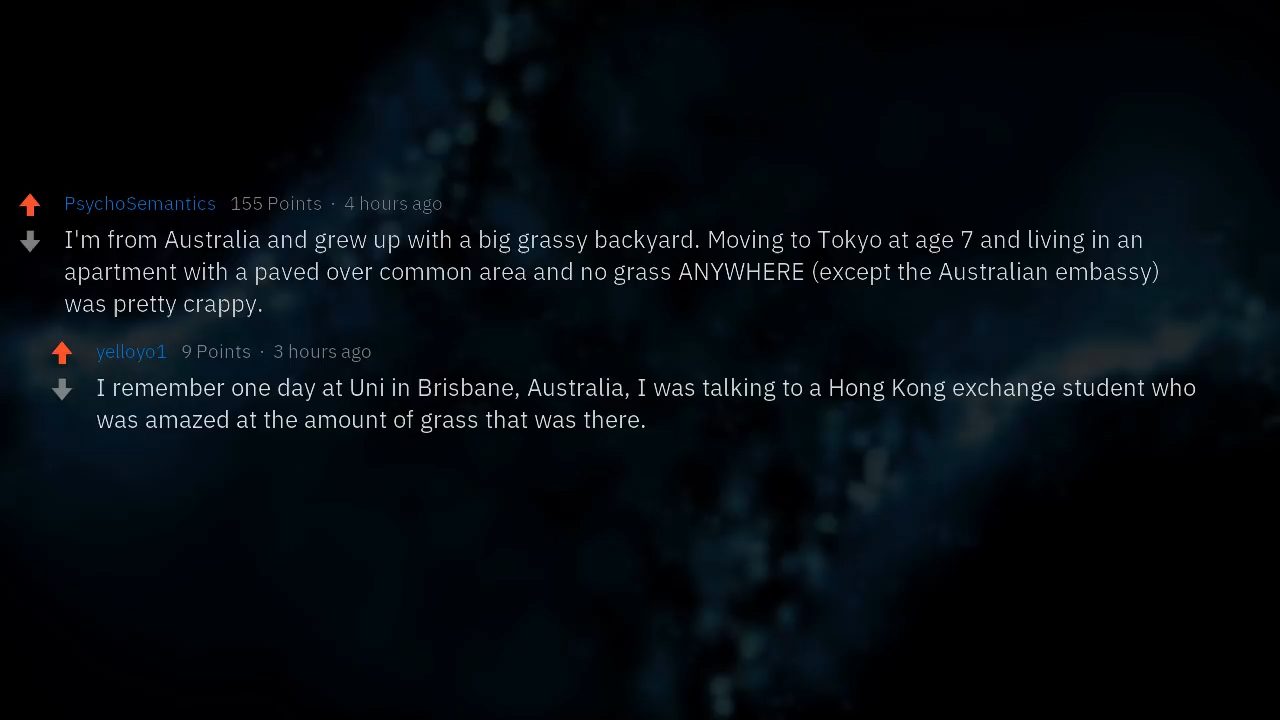 PsychoSemantics 155 Points · 4 hours ago
I'm from Australia and grew up with a big grassy backyard. Moving to Tokyo at age 7 and living in an
apartment with a paved over common area and no grass ANYWHERE (except the Australian embassy)
was pretty crappy.
yelloyo1 9 Points · 3 hours ago
I remember one day at Uni in Brisbane, Australia, I was talking to a Hong Kong exchange student who
was amazed at the amount of grass that was there.